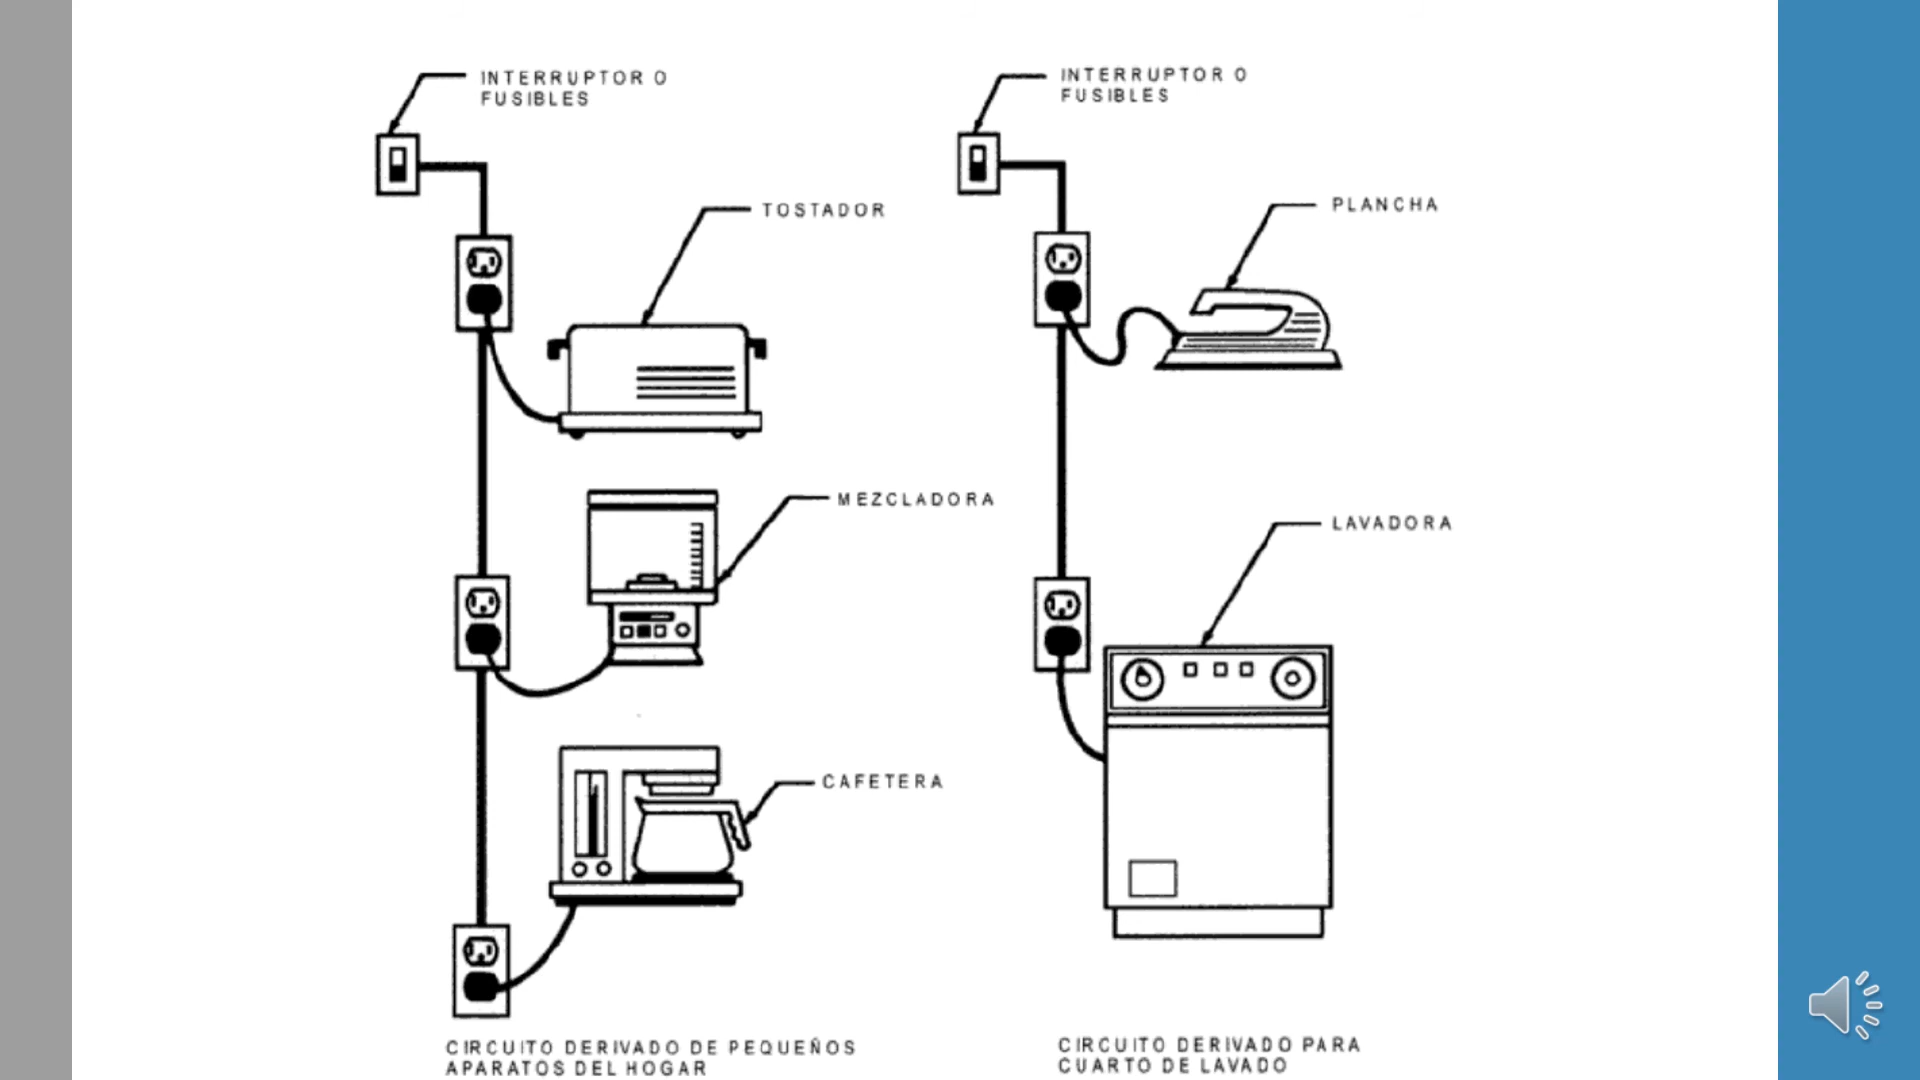 INTERRUPTOR O
FUSIBLES
TOSTADOR
MEZCLADORA
CAFETERA
CIRCUITO DERIVADO DE PEQUEÑOS
APARATOS DEL HOGAR
INTERRUPTOR O
FUSIBLES
PLANCHA
LAVADORA
CIRCUITO DERIVADO PARA
CUARTO DE LAVADO